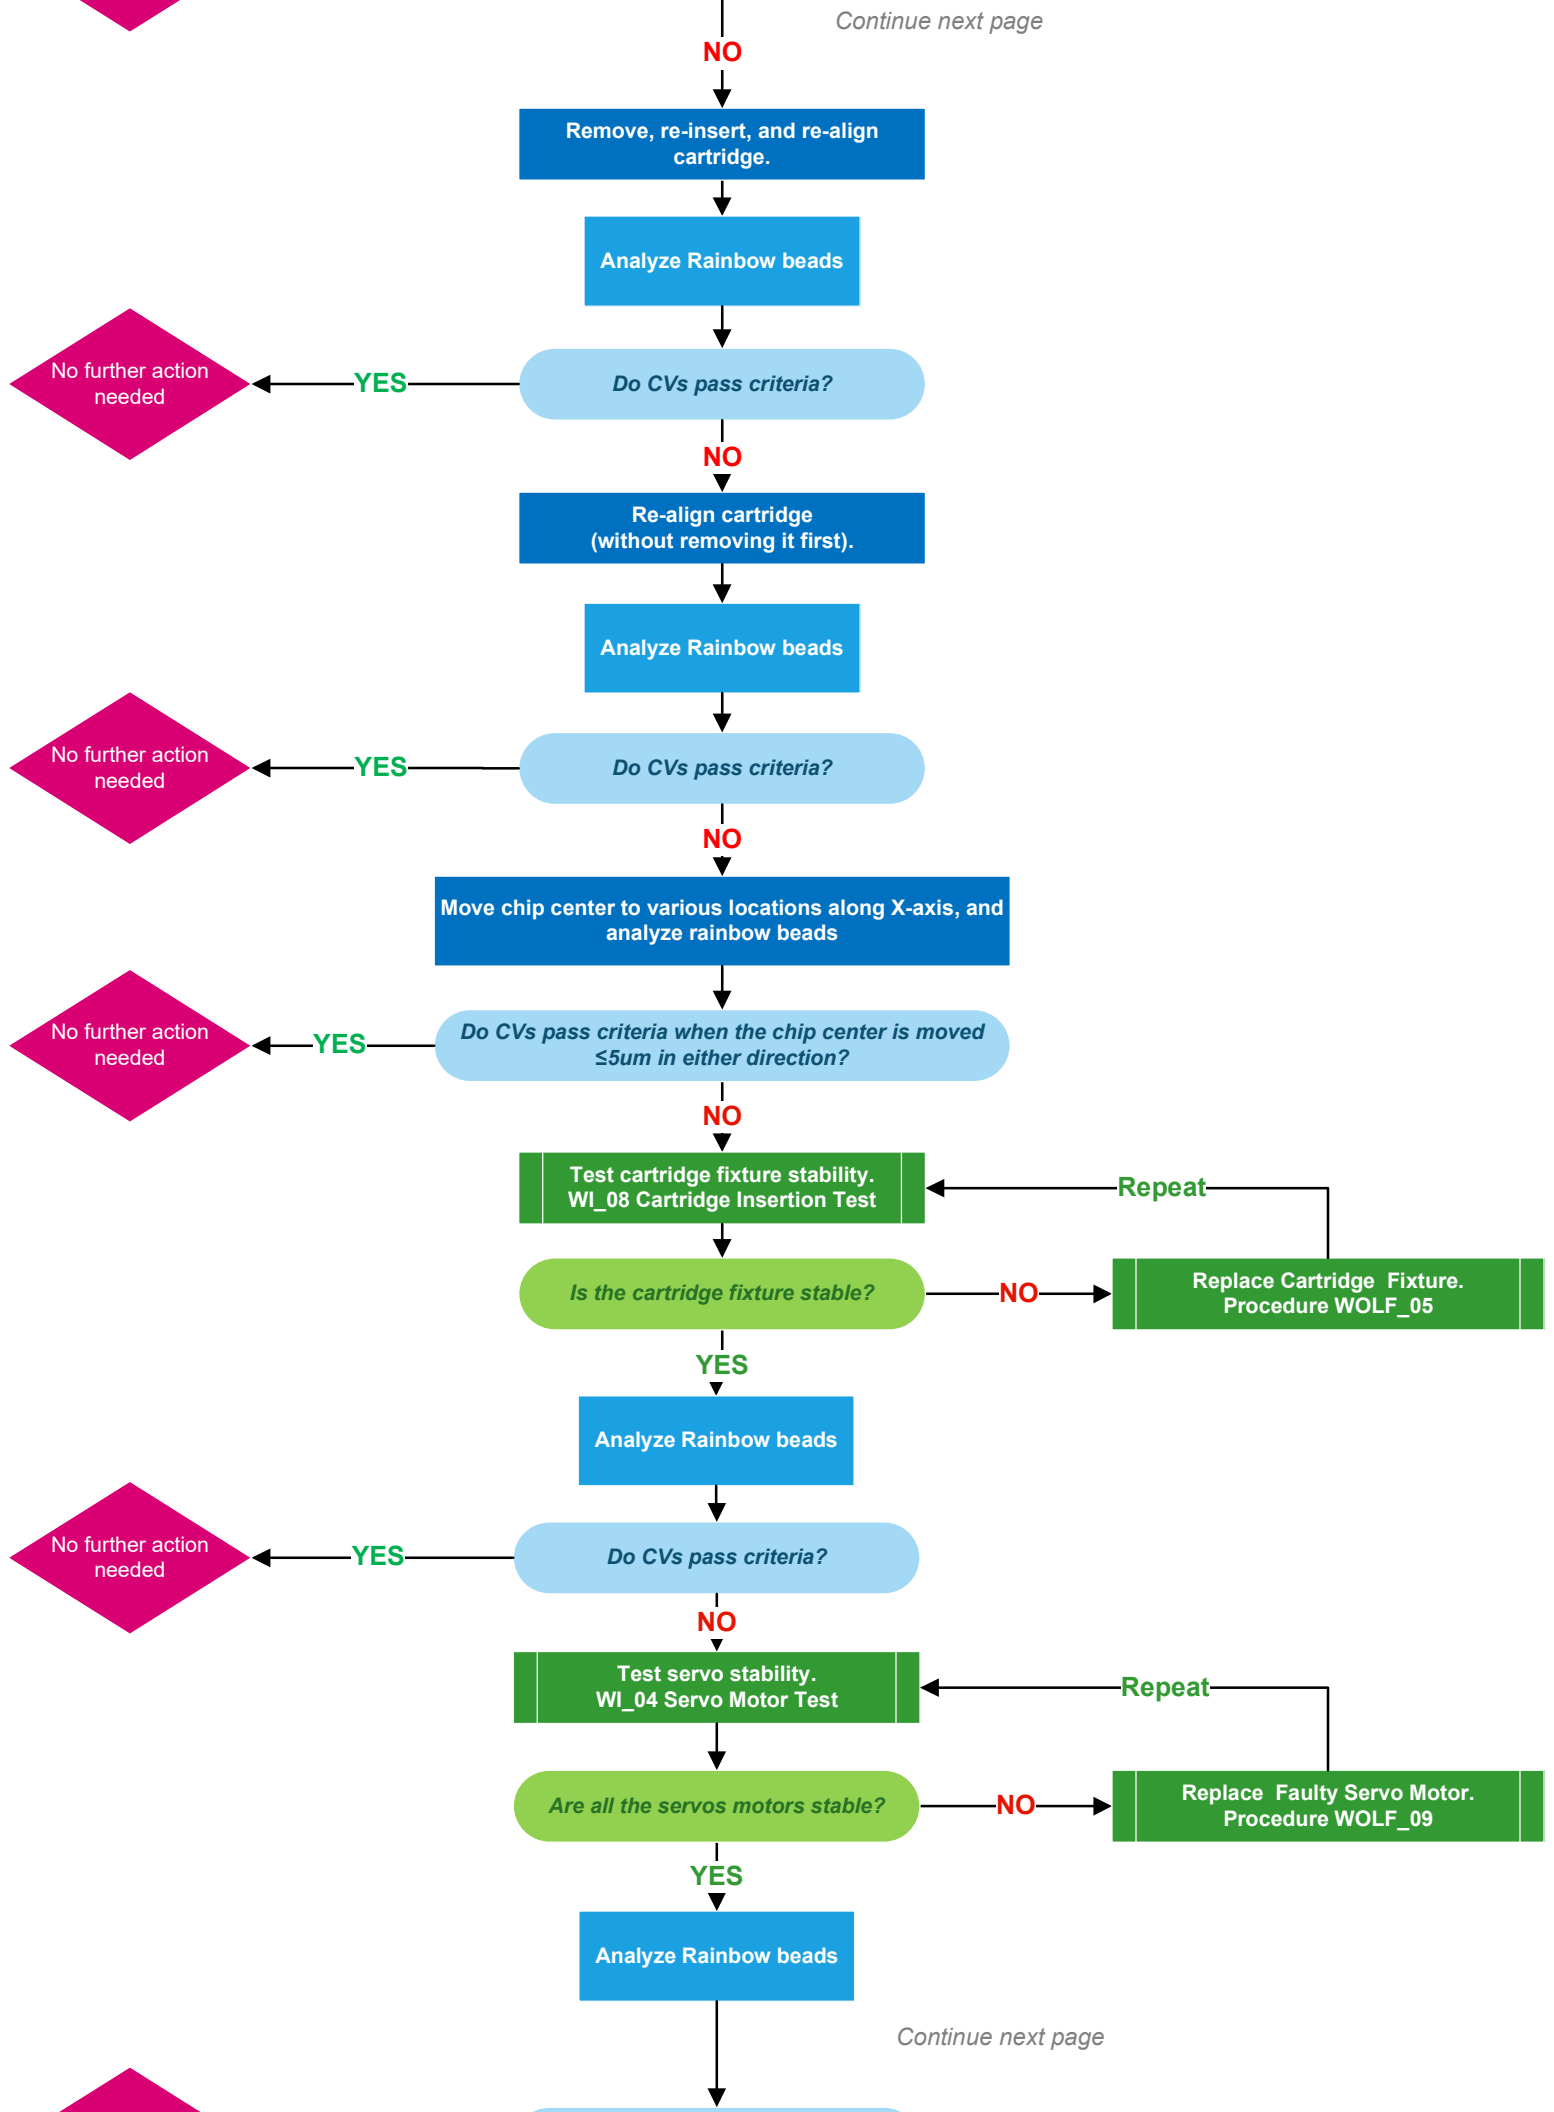 Continue next page
NO
Remove, re-insert, and re-align
cartridge.
Analyze Rainbow beads
No further action
needed
YES
Do CVs pass criteria?
NO
Re-align cartridge
(without removing it first).
Analyze Rainbow beads
No further action
needed
YES
Do CVs pass criteria?
NO
Move chip center to various locations along X-axis, and
analyze rainbow beads
No further action
needed
YES
Do CVs pass criteria when the chip center is moved
≤5um in either direction?
NO
Test cartridge fixture stability.
WI_08 Cartridge Insertion Test
Repeat
Is the cartridge fixture stable?
NO
Replace Cartridge  Fixture.
Procedure WOLF_05
YES
Analyze Rainbow beads
No further action
needed
YES
Do CVs pass criteria?
NO
Test servo stability.
WI_04 Servo Motor Test
Repeat
Are all the servos motors stable?
NO
Replace  Faulty Servo Motor.
Procedure WOLF_09
YES
Analyze Rainbow beads
Continue next page